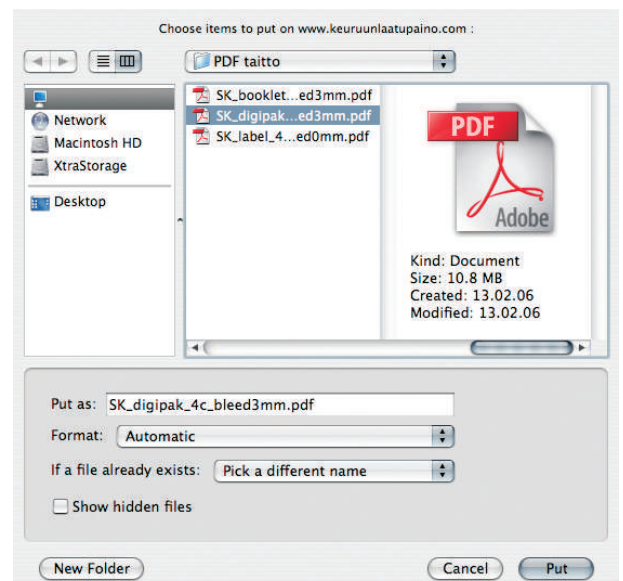 Choose items to put on www.keuruunlaatupaino.com :
PDF taitto
Network
Macintosh HD
XtraStorage
Desktop
SK_booklet...ed3mm.pdf
SK_digipak...ed3mm.pdf
SK_label_4...ed0mm.pdf
PDF
Adobe
Kind: Document
Size: 10.8 MB
Created: 13.02.06
Modified: 13.02.06
Put as: SK_digipak_4c_bleed3mm.pdf
Format: Automatic
If a file already exists: Pick a different name
Show hidden files
New Folder Cancel Put